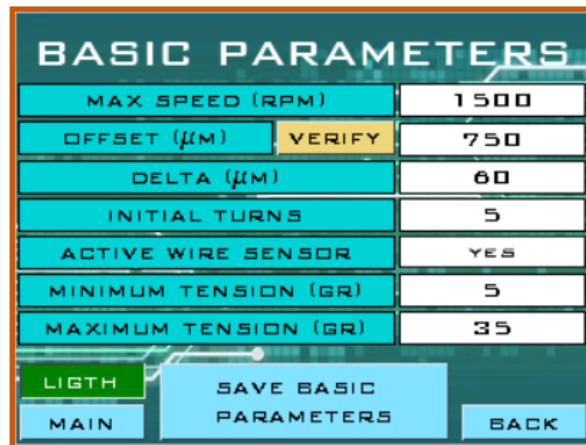 BASIC PARAMETERS
MAX SPEED (RPM) 1500
OFFSET (µM) VERIFY 750
DELTA (µM) 60
INITIAL TURNS 5
ACTIVE WIRE SENSOR YES
MINIMUM TENSION (GR) 5
MAXIMUM TENSION (GR) 35
LIGTH
SAVE BASIC
PARAMETERS
MAIN
BACK